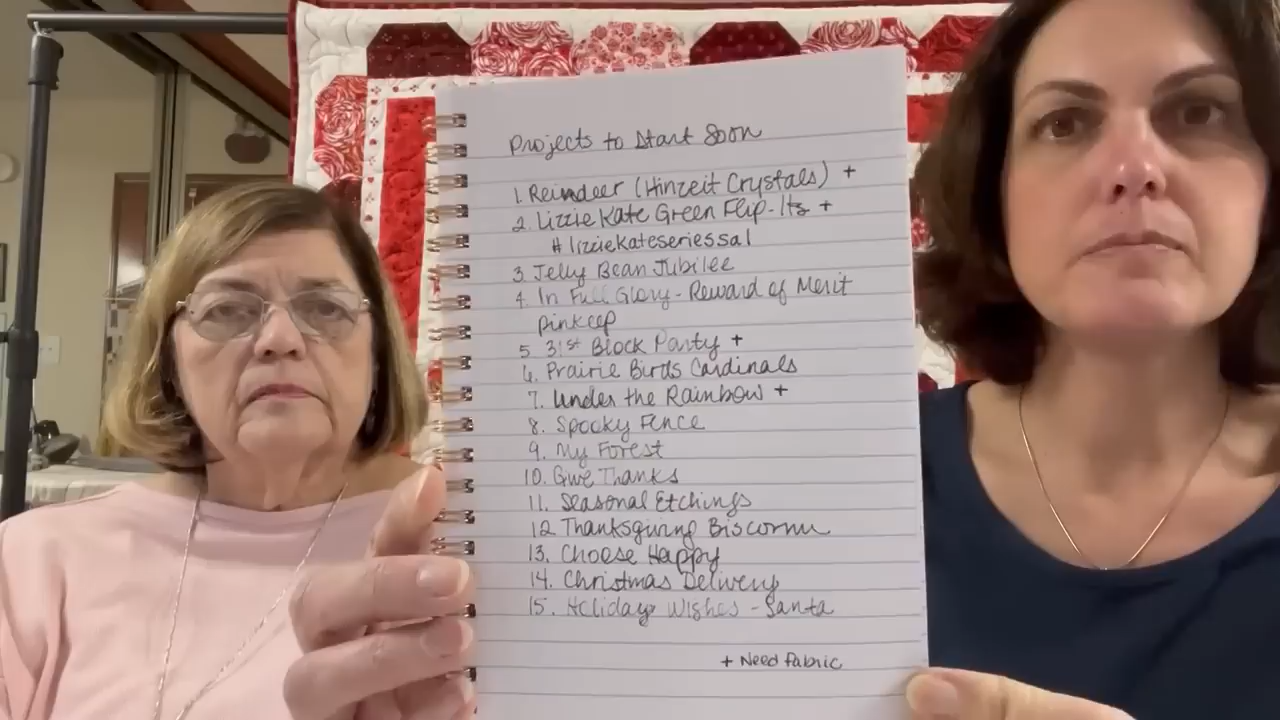 Projects to Start Soon
1. Reindeer (Hinzeit Crystals) +
2. Lizzie Kate Green Flip-Its +
#lizziekateseriessal
3. Jelly Bean Jubilee
4. In Full Glory - Reward of Merit
pinkeep
5. 31st Block Party +
6. Prairie Birds Cardinals
7. Under the Rainbow +
8. Spooky Fence
9. My Forest
10. Give Thanks
11. Seasonal Etchings
12 Thanksgiving Biscornu
13. Choose Happy
14. Christmas Delivery
15. Holiday Wishes - Santa
+ Need Fabric